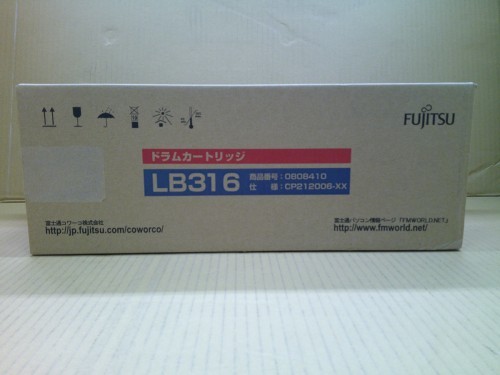 FUJITSU
ドラムカートリッジ
LB316
商品番号:0808410
仕 様:CP212006-XX
富士通コワーコ株式会社
http://jp.fujitsu.com/coworco/
富士通パソコン情報ページ「FMWORLD.NET」
http://www.fmworld.net/